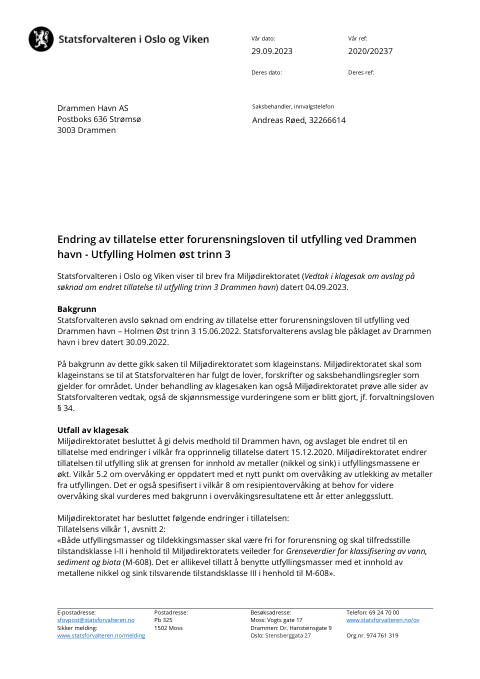 Statsforvalteren i Oslo og Viken
Vår dato:
Vår ref:
29.09.2023
2020/20237
Deres dato:
Deres ref:
Drammen Havn AS
Postboks 636 Strømsø
3003 Drammen
Saksbehandler, innvalgstelefon
Andreas Røed, 32266614
Endring av tillatelse etter forurensningsloven til utfylling ved Drammen
havn - Utfylling Holmen øst trinn 3
Statsforvalteren i Oslo og Viken viser til brev fra Miljødirektoratet (Vedtak i klagesak om avslag på
søknad om endret tillatelse til utfylling trinn 3 Drammen havn) datert 04.09.2023.
Bakgrunn
Statsforvalteren avslo søknad om endring av tillatelse etter forurensningsloven til utfylling ved
Drammen havn – Holmen Øst trinn 3 15.06.2022. Statsforvalterens avslag ble påklaget av Drammen
havn i brev datert 30.09.2022.
På bakgrunn av dette gikk saken til Miljødirektoratet som klageinstans. Miljødirektoratet skal som
klageinstans se til at Statsforvalteren har fulgt de lover, forskrifter og saksbehandlingsregler som
gjelder for området. Under behandling av klagesaken kan også Miljødirektoratet prøve alle sider av
Statsforvalteren vedtak, også de skjønnsmessige vurderingene som er blitt gjort, jf. forvaltningsloven
§ 34.
Utfall av klagesak
Miljødirektoratet besluttet å gi delvis medhold til Drammen havn, og avslaget ble endret til en
tillatelse med endringer i vilkår fra opprinnelig tillatelse datert 15.12.2020. Miljødirektoratet endrer
tillatelsen til utfylling slik at grensen for innhold av metaller (nikkel og sink) i utfyllingsmassene er
økt. Vilkår 5.2 om overvåking er oppdatert med et nytt punkt om overvåking av utlekking av metaller
fra utfyllingen. Det er også spesifisert i vilkår 8 om resipientovervåking at behov for videre
overvåking skal vurderes med bakgrunn i overvåkingsresultatene ett år etter anleggsslutt.
Miljødirektoratet har besluttet følgende endringer i tillatelsen:
Tillatelsens vilkår 1, avsnitt 2:
«Både utfyllingsmasser og tildekkingsmasser skal være fri for forurensning og skal tilfredsstille
tilstandsklasse I-II i henhold til Miljødirektoratets veileder for Grenseverdier for klassifisering av vann,
sediment og biota (M-608). Det er allikevel tillatt å benytte utfyllingsmasser med et innhold av
metallene nikkel og sink tilsvarende tilstandsklasse III i henhold til M-608».
E-postadresse:
sfovpost@statsforvalteren.no
Sikker melding:
www.statsforvalteren.no/melding
Postadresse:
Pb 325
1502 Moss
Besøksadresse:
Moss: Vogts gate 17
Drammen: Dr. Hansteinsgate 9
Oslo: Stensberggata 27
Telefon: 69 24 70 00
www.statsforvalteren.no/ov
Org.nr. 974 761 319